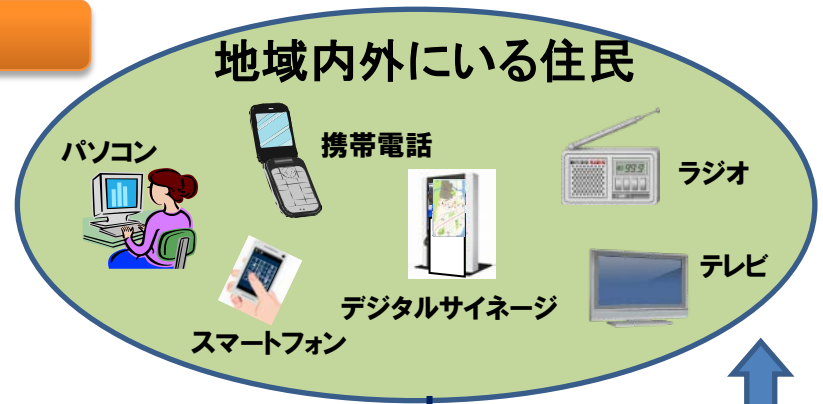 地域内外にいる住民
パソコン
携帯電話
ラジオ
テレビ
デジタルサイネージ
スマートフォン